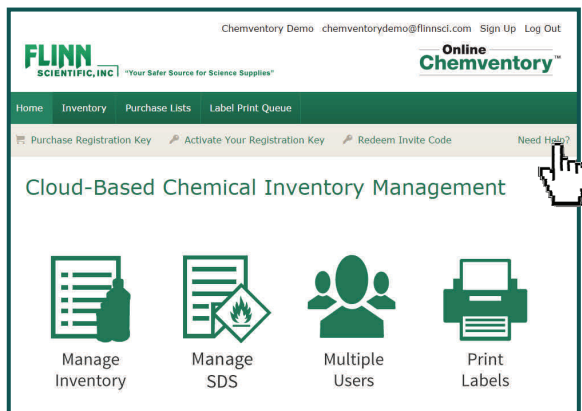 Chemventory Demo chemventorydemo@flinnsci.com Sign Up Log Out
FLINN
SCIENTIFIC, INC "Your Safer Source for Science Supplies"
Online
Chemventory™
Home Inventory Purchase Lists Label Print Queue
Purchase Registration Key Activate Your Registration Key Redeem Invite Code Need Help?
Cloud-Based Chemical Inventory Management
Manage
Inventory
Manage
SDS
Multiple
Users
Print
Labels